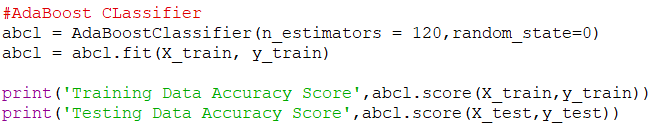 #AdaBoost CLassifier
abcl = AdaBoostClassifier(n_estimators = 120,random_state=0)
abcl = abcl.fit(X_train, y_train)
print('Training Data Accuracy Score',abcl.score(X_train,y_train))
print('Testing Data Accuracy Score',abcl.score(X_test,y_test))